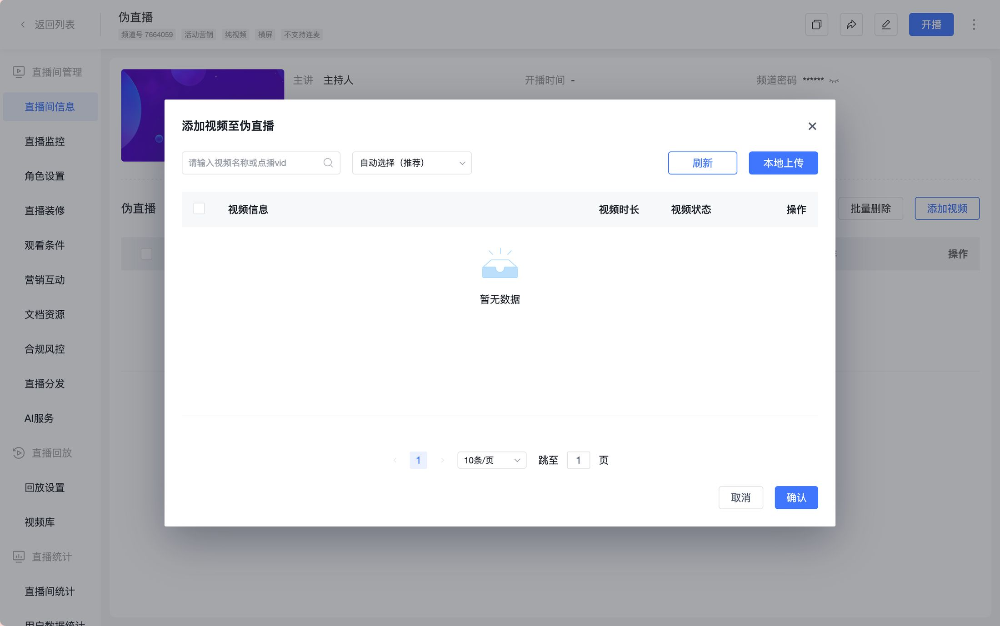 返回列表
伪直播
频道号 7664059 活动营销 纯视频 横屏 不支持连麦
开播
直播间管理
直播间信息
直播监控
角色设置
直播装修
观看条件
营销互动
文档资源
合规风控
直播分发
AI服务
直播回放
回放设置
视频库
直播统计
直播间统计
用户数据统计
主讲 主持人 开播时间 - 频道密码 ******
伪直播 批量删除 添加视频
操作
添加视频至伪直播
请输入视频名称或点播vid 自动选择（推荐） 刷新 本地上传
视频信息 视频时长 视频状态 操作
暂无数据
1 10条/页 跳至 1 页
取消 确认